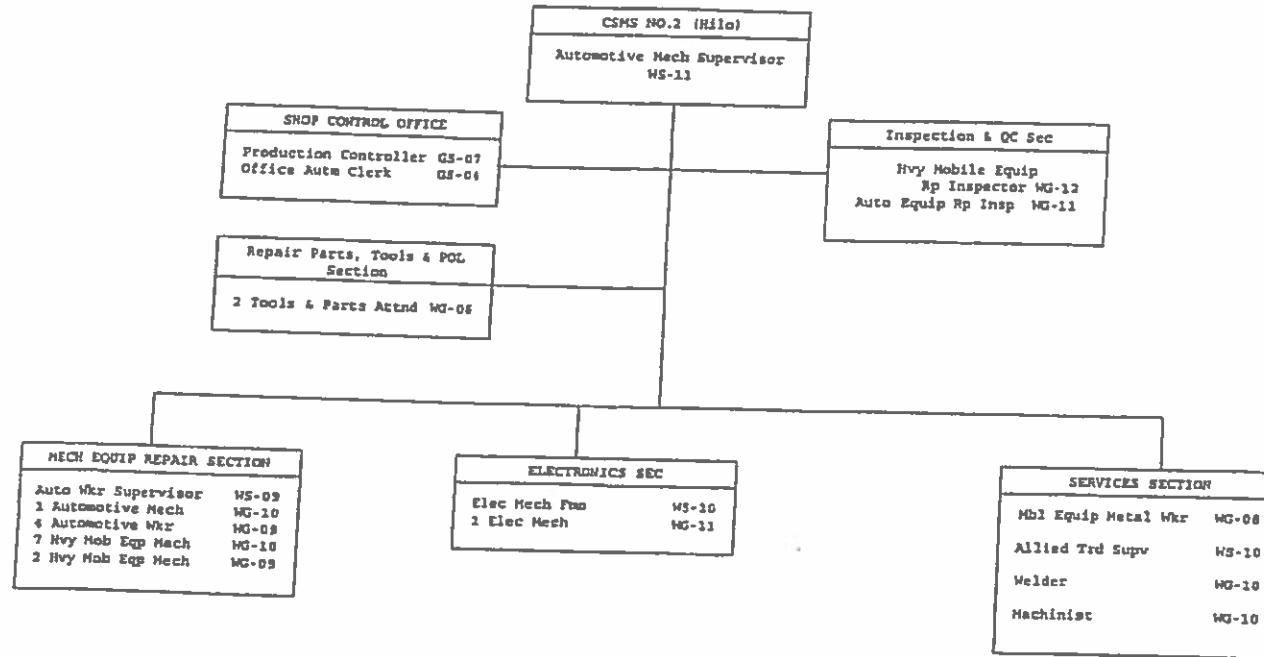 CSMS NO.2 (Hilo)
Automotive Mech Supervisor
WS-11
SHOP CONTROL OFFICE
Production Controller GS-07
Office Autm Clerk GS-04
Inspection & QC Sec
Hvy Mobile Equip
Rp Inspector WG-12
Auto Equip Rp Insp WG-11
Repair Parts, Tools & POL
Section
2 Tools & Parts Attnd WG-06
MECH EQUIP REPAIR SECTION
Auto Wkr Supervisor WS-09
1 Automotive Mech WG-10
4 Automotive Wkr WG-08
7 Hvy Mob Eqp Mech WG-10
2 Hvy Mob Eqp Mech WG-09
ELECTRONICS SEC
Elec Mech Fmn WS-10
2 Elec Mech WG-11
SERVICES SECTION
Mbl Equip Metal Wkr WG-08
Allied Trd Supv WS-10
Welder WG-10
Machinist WG-10